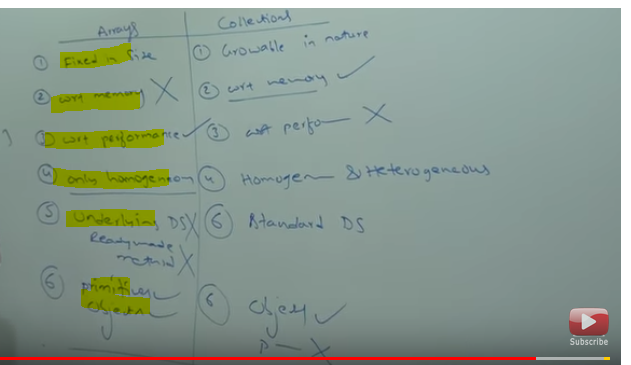 Arrays
Collections
① Fixed in Size
① Growable in nature
② wrt memory ✗
② wrt memory ✓
③ wrt performance ✓
③ wrt perfo— ✗
④ only homogeneous
④ Homogen— & Heterogeneous
⑤ Underlying DS ✗
Readymade
method ✗
⑥ Standard DS
⑥ primitives ✓
Objects ✓
⑥ Objects ✓
P— ✗
Subscribe